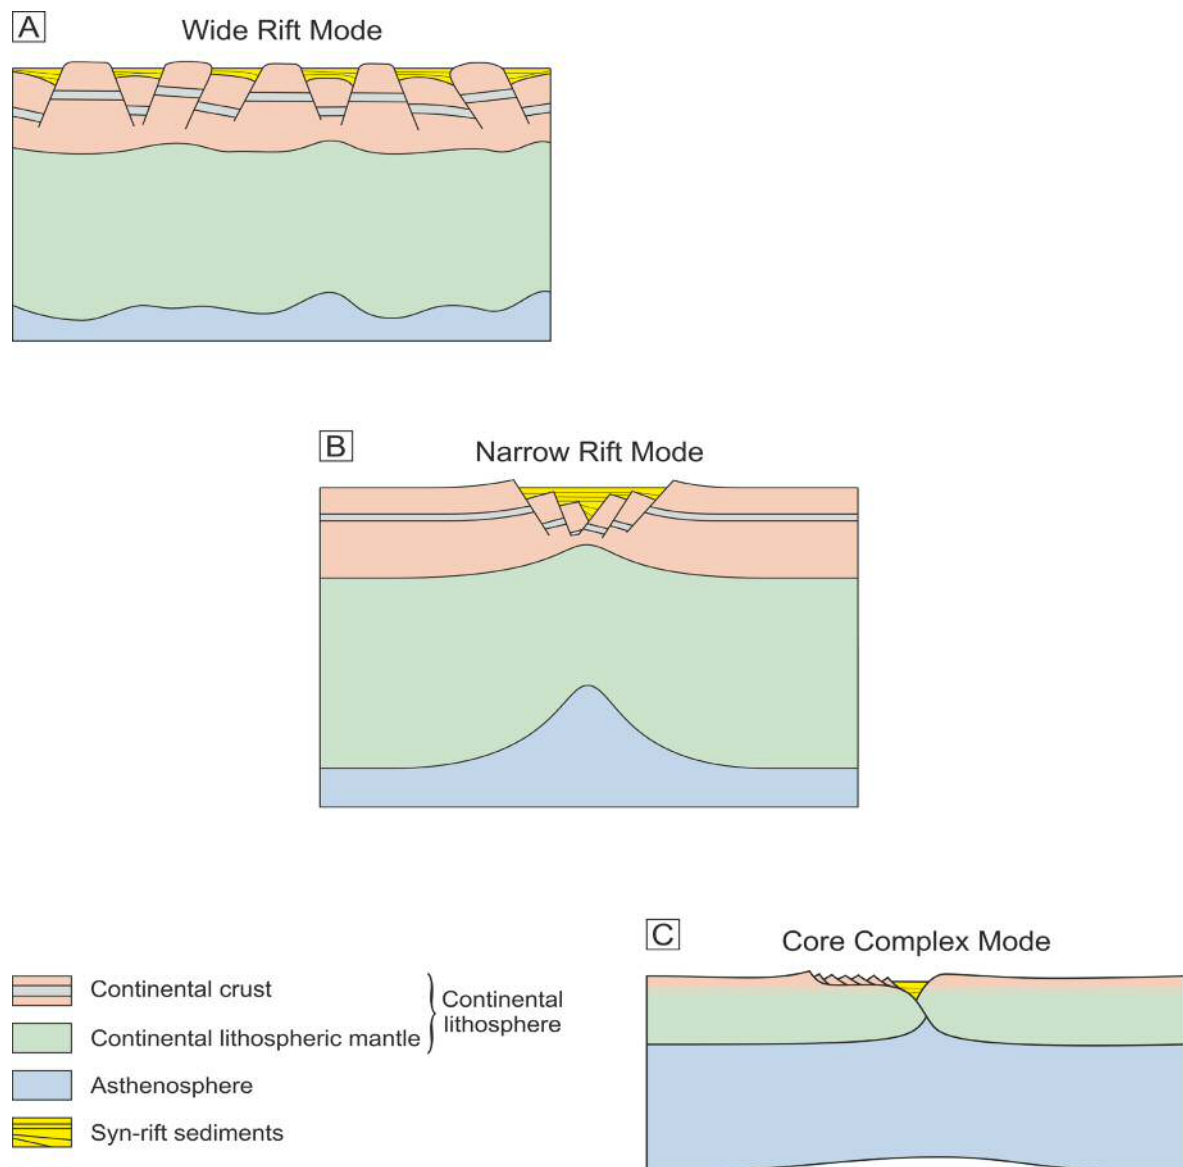 A
Wide Rift Mode
B
Narrow Rift Mode
C
Core Complex Mode
Continental crust
Continental lithospheric mantle
Continental
lithosphere
Asthenosphere
Syn-rift sediments